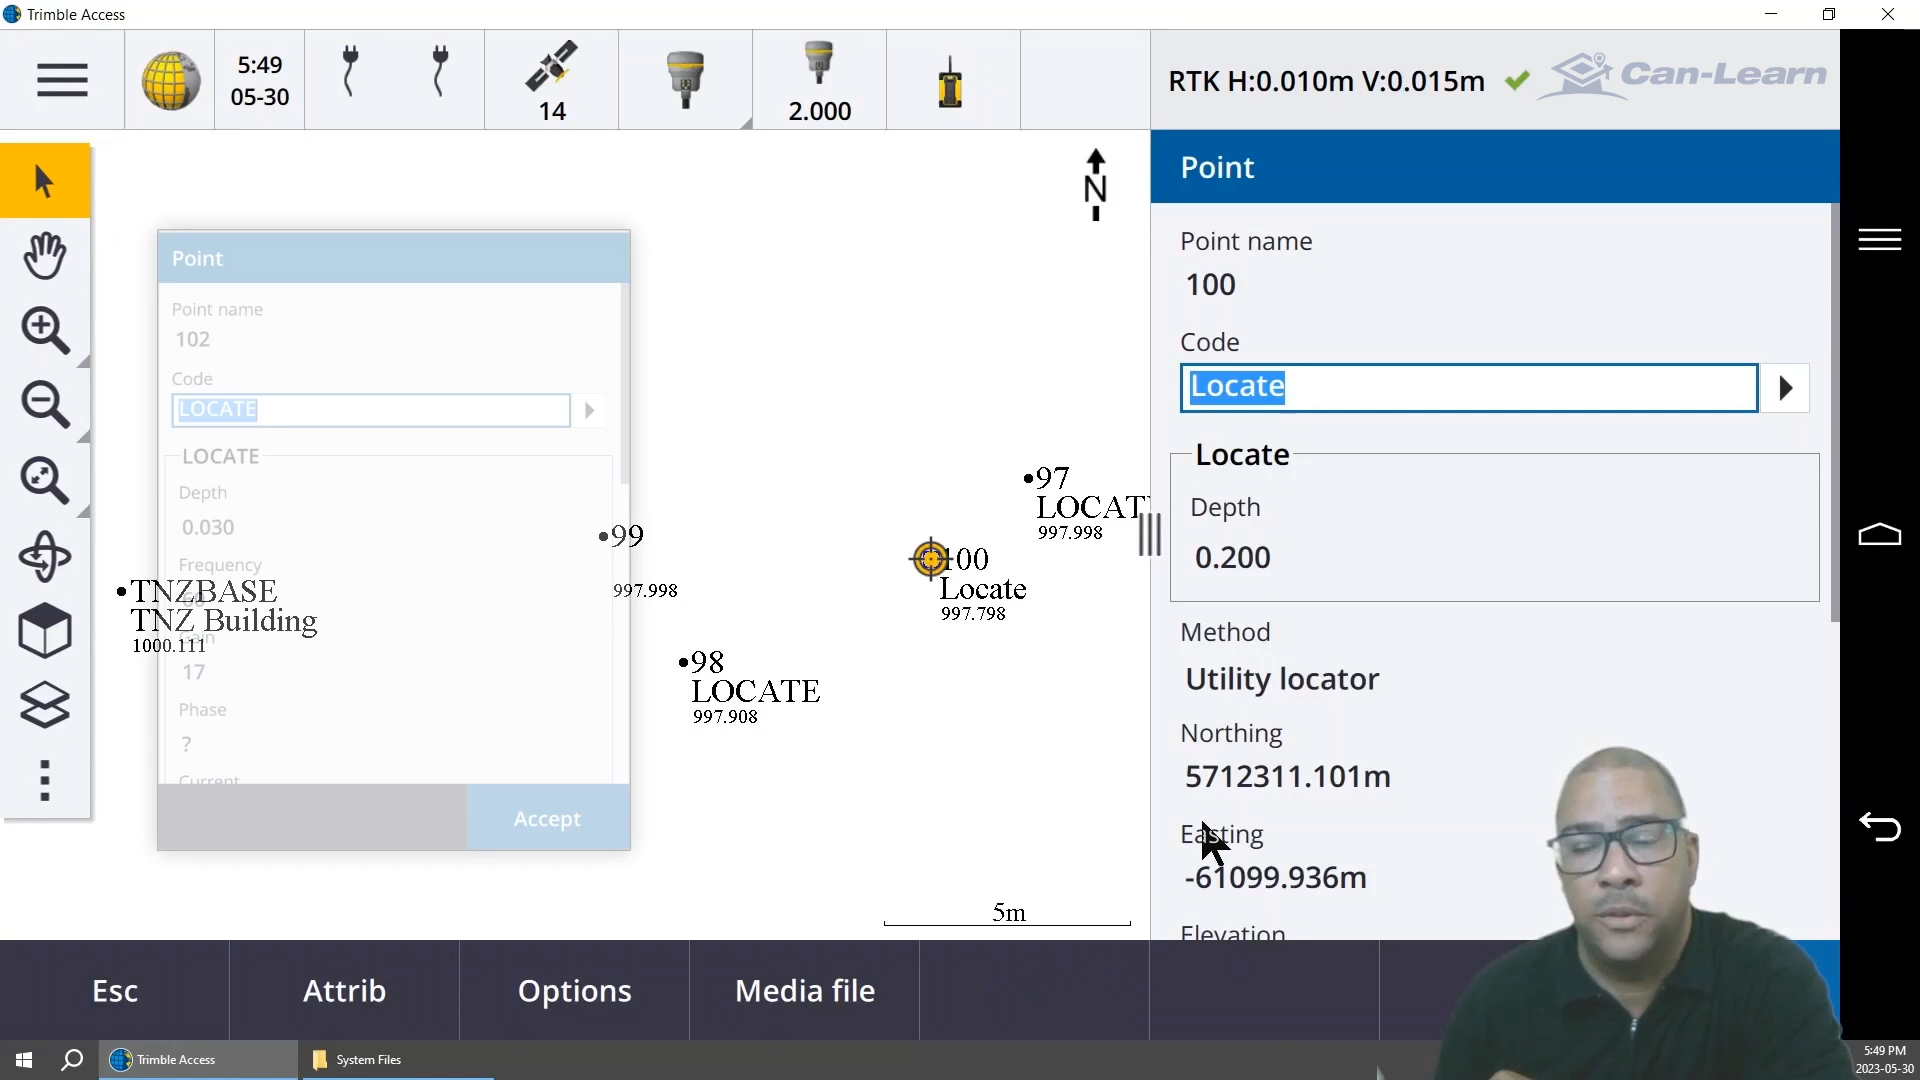 Trimble Access
5:49
05-30
14
2.000
RTK H:0.010m V:0.015m
Can-Learn
N
Point
Point name
102
Code
LOCATE
LOCATE
Depth
0.030
Frequency
Gain
17
Phase
?
Current
Accept
TNZBASE
TNZ Building
1000.111
99
997.998
98
LOCATE
997.908
97
LOCATE
997.998
100
Locate
997.798
5m
Point
Point name
100
Code
Locate
Locate
Depth
0.200
Method
Utility locator
Northing
5712311.101m
Easting
-61099.936m
Elevation
Esc
Attrib
Options
Media file
Trimble Access
System Files
5:49 PM
2023-05-30